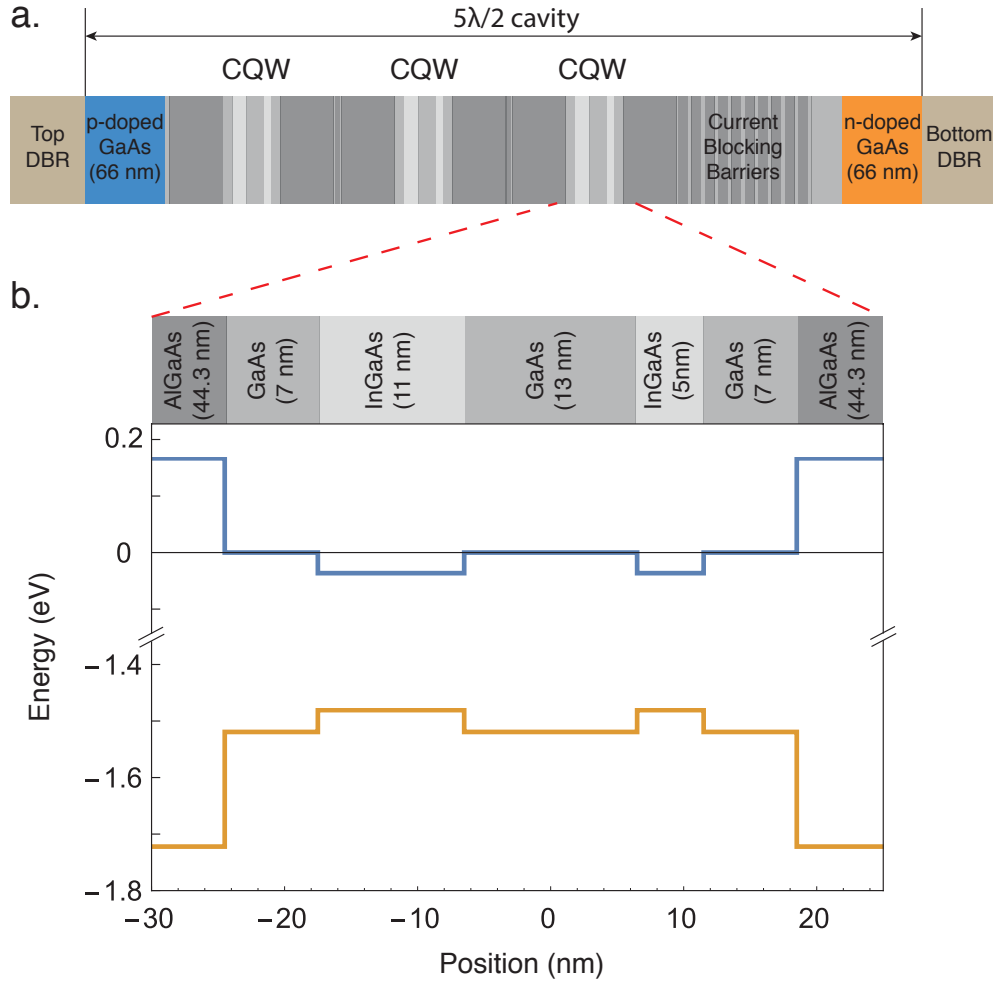 a.
5λ/2 cavity
CQW
CQW
CQW
Top
DBR
p-doped
GaAs
(66 nm)
Current
Blocking
Barriers
n-doped
GaAs
(66 nm)
Bottom
DBR
b.
AlGaAs
(44.3 nm)
GaAs
(7 nm)
InGaAs
(11 nm)
GaAs
(13 nm)
InGaAs
(5nm)
GaAs
(7 nm)
AlGaAs
(44.3 nm)
0.2
0
−1.4
−1.6
−1.8
Energy (eV)
−30
−20
−10
0
10
20
Position (nm)